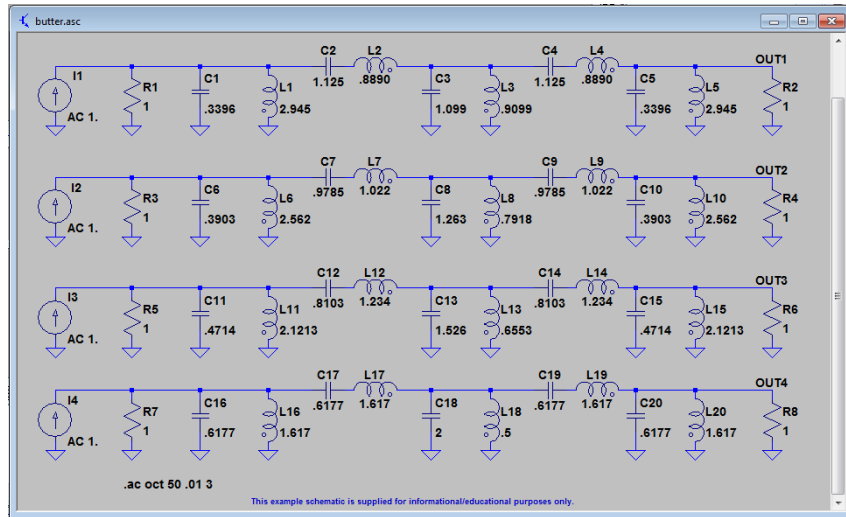 butter.asc
C2 L2 C4 L4 OUT1
I1 R1 C1 L1 1.125 .8890 C3 L3 1.125 .8890 C5 L5 R2
AC 1. 1 .3396 2.945 1.099 .9099 .3396 2.945 1
C7 L7 C9 L9 OUT2
I2 R3 C6 L6 .9785 1.022 C8 L8 .9785 1.022 C10 L10 R4
AC 1. 1 .3903 2.562 1.263 .7918 .3903 2.562 1
C12 L12 C14 L14 OUT3
I3 R5 C11 L11 .8103 1.234 C13 L13 .8103 1.234 C15 L15 R6
AC 1. 1 .4714 2.1213 1.526 .6553 .4714 2.1213 1
C17 L17 C19 L19 OUT4
I4 R7 C16 L16 .6177 1.617 C18 L18 .6177 1.617 C20 L20 R8
AC 1. 1 .6177 1.617 2 .5 .6177 1.617 1
.ac oct 50 .01 3
This example schematic is supplied for informational/educational purposes only.